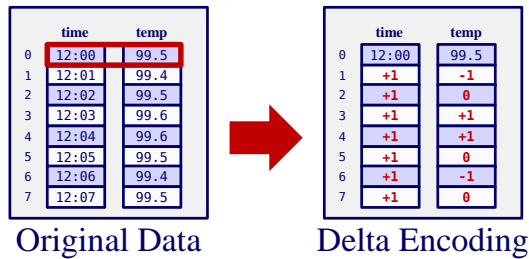 time temp
0 12:00 99.5
1 12:01 99.4
2 12:02 99.5
3 12:03 99.6
4 12:04 99.6
5 12:05 99.5
6 12:06 99.4
7 12:07 99.5
Original Data
time temp
0 12:00 99.5
1 +1 -1
2 +1 0
3 +1 +1
4 +1 +1
5 +1 0
6 +1 -1
7 +1 0
Delta Encoding